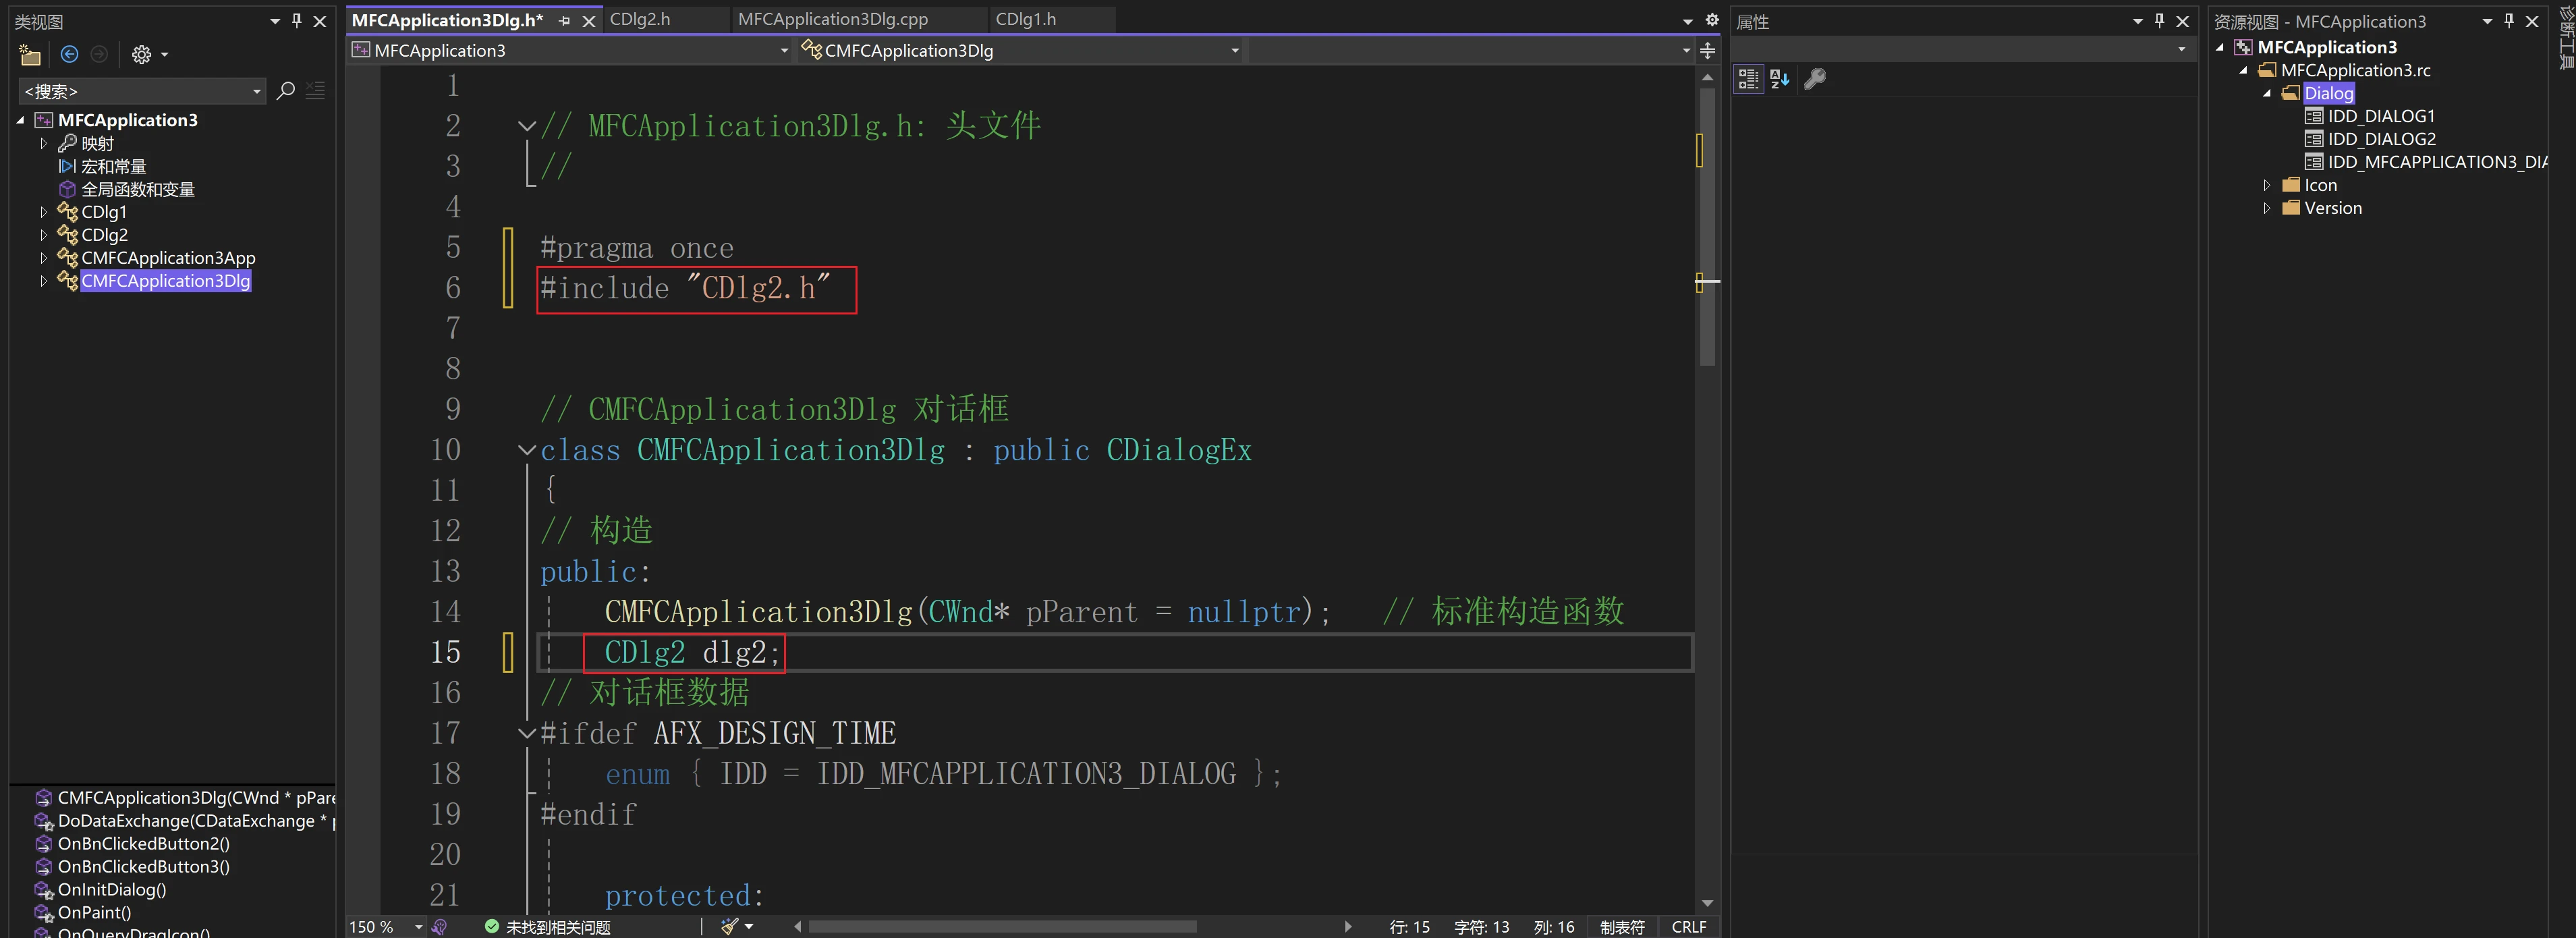 类视图
<搜索>
MFCApplication3
映射
宏和常量
全局函数和变量
CDlg1
CDlg2
CMFCApplication3App
CMFCApplication3Dlg
CMFCApplication3Dlg(CWnd * pPare
DoDataExchange(CDataExchange * p
OnBnClickedButton2()
OnBnClickedButton3()
OnInitDialog()
OnPaint()
OnQueryDragIcon()
MFCApplication3Dlg.h* CDlg2.h MFCApplication3Dlg.cpp CDlg1.h
MFCApplication3 CMFCApplication3Dlg
1
2 // MFCApplication3Dlg.h: 头文件
3 //
4
5 #pragma once
6 #include "CDlg2.h"
7
8
9 // CMFCApplication3Dlg 对话框
10 class CMFCApplication3Dlg : public CDialogEx
11 {
12 // 构造
13 public:
14 CMFCApplication3Dlg(CWnd* pParent = nullptr); // 标准构造函数
15 CDlg2 dlg2;
16 // 对话框数据
17 #ifdef AFX_DESIGN_TIME
18 enum { IDD = IDD_MFCAPPLICATION3_DIALOG };
19 #endif
20
21 protected:
150 % 未找到相关问题 行: 15 字符: 13 列: 16 制表符 CRLF
属性
资源视图 - MFCApplication3
MFCApplication3
MFCApplication3.rc
Dialog
IDD_DIALOG1
IDD_DIALOG2
IDD_MFCAPPLICATION3_DIA
Icon
Version
诊断工具